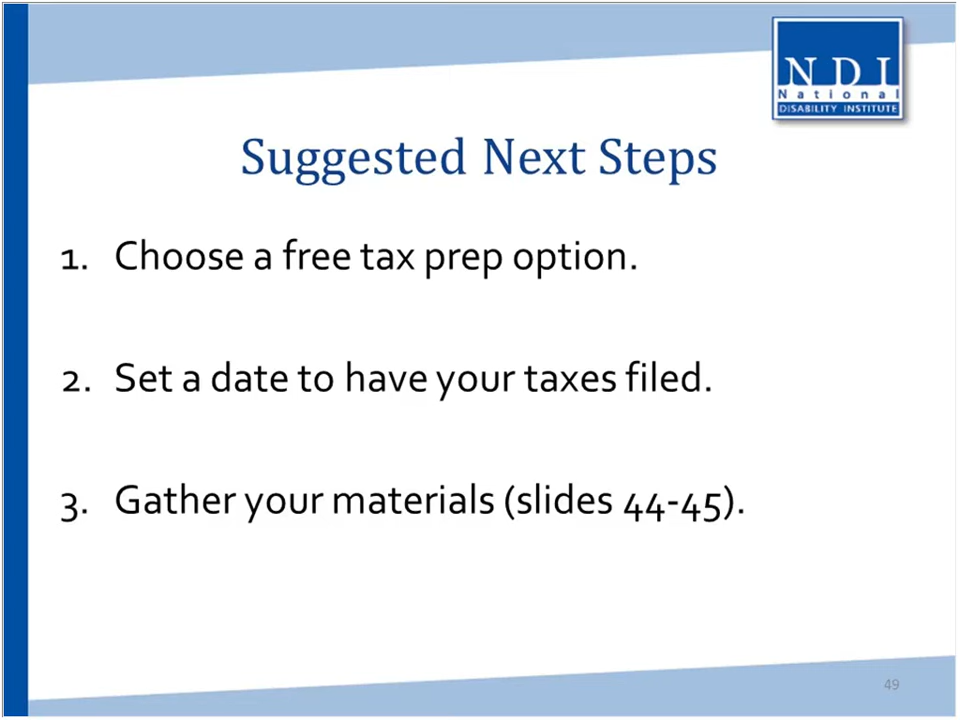 NDI
National
DISABILITY INSTITUTE
Suggested Next Steps
1. Choose a free tax prep option.
2. Set a date to have your taxes filed.
3. Gather your materials (slides 44-45).
49